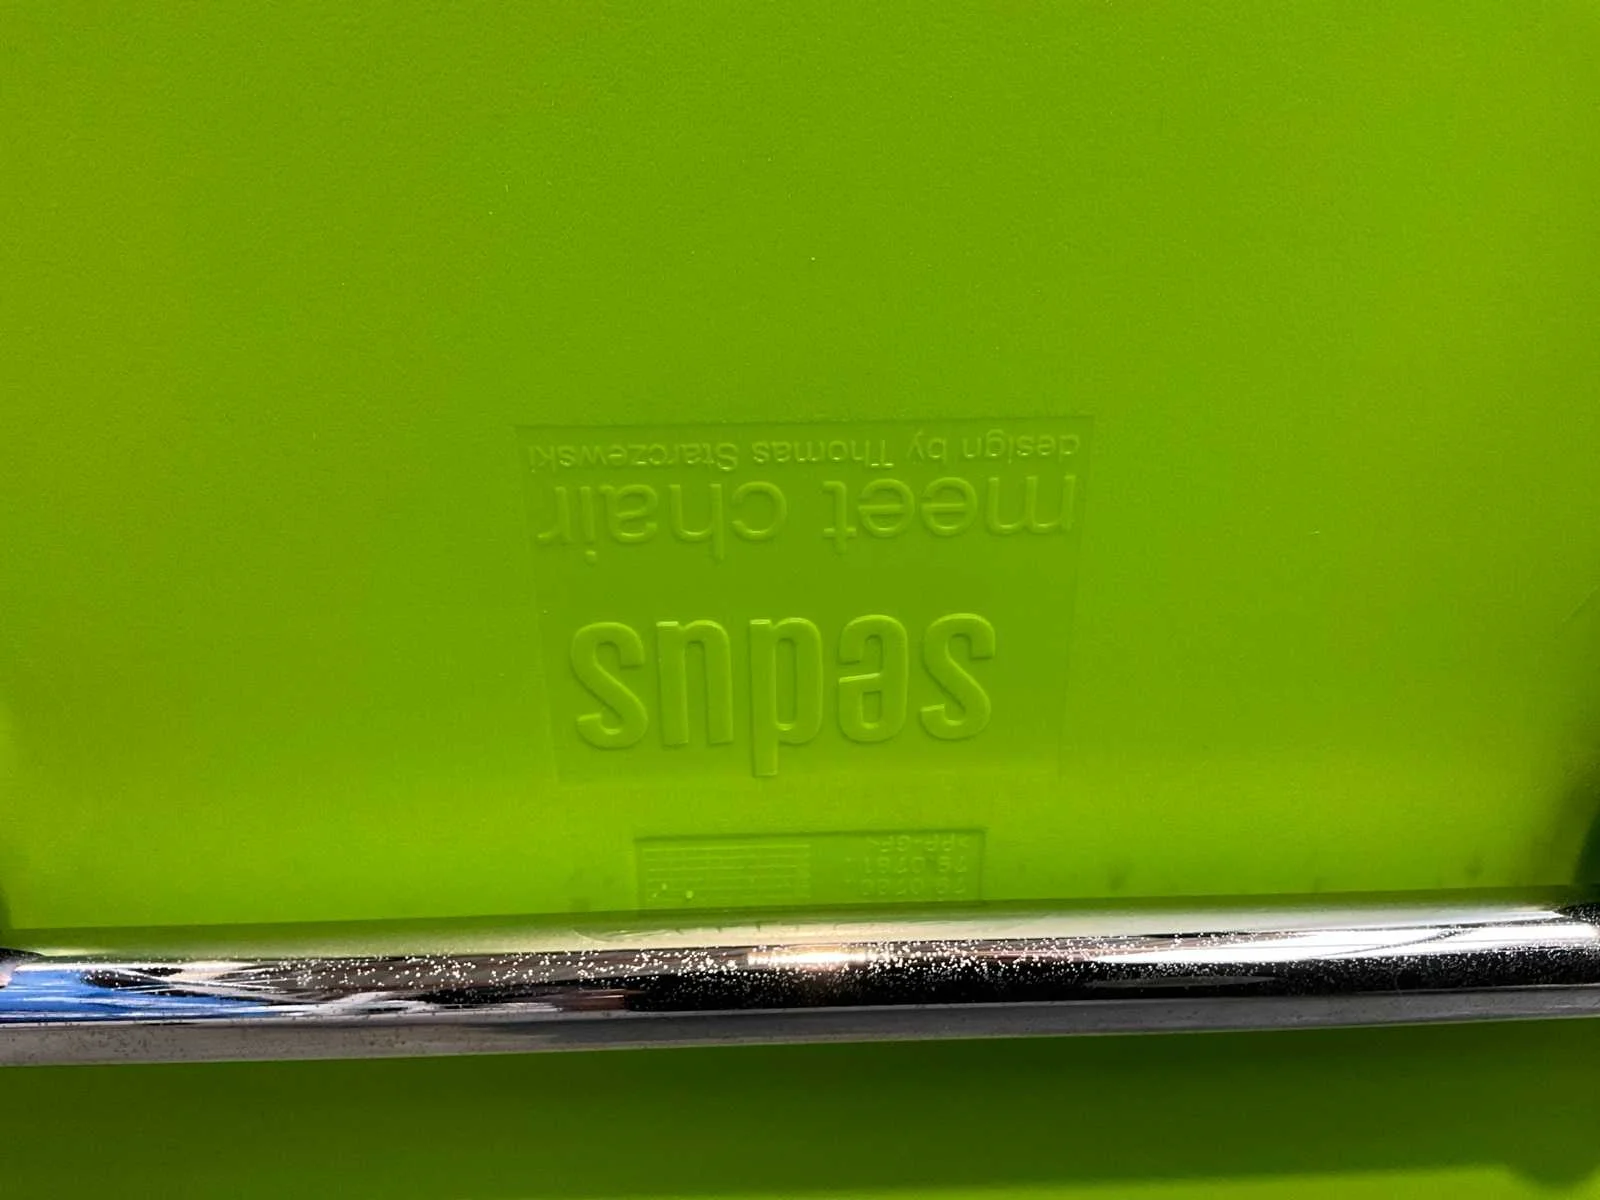 sedus
meet chair
design by Thomas Starczewski